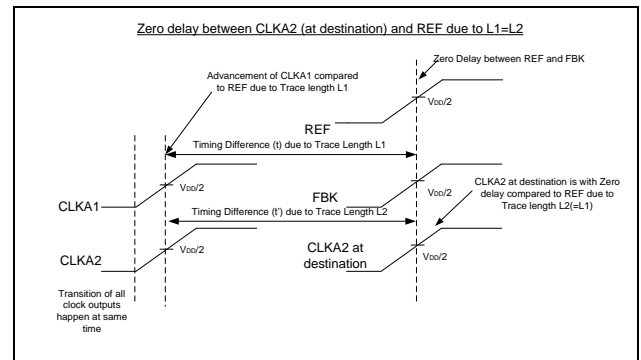 Zero delay between CLKA2 (at destination) and REF due to L1=L2
Zero Delay between REF and FBK
Advancement of CLKA1 compared
to REF due to Trace length L1
VDD/2
REF
Timing Difference (t) due to Trace Length L1
CLKA1
VDD/2
FBK
VDD/2
CLKA2 at destination is with Zero
delay compared to REF due to
Trace length L2(=L1)
Timing Difference (t') due to Trace Length L2
CLKA2
VDD/2
CLKA2 at
destination
VDD/2
Transition of all
clock outputs
happen at same
time